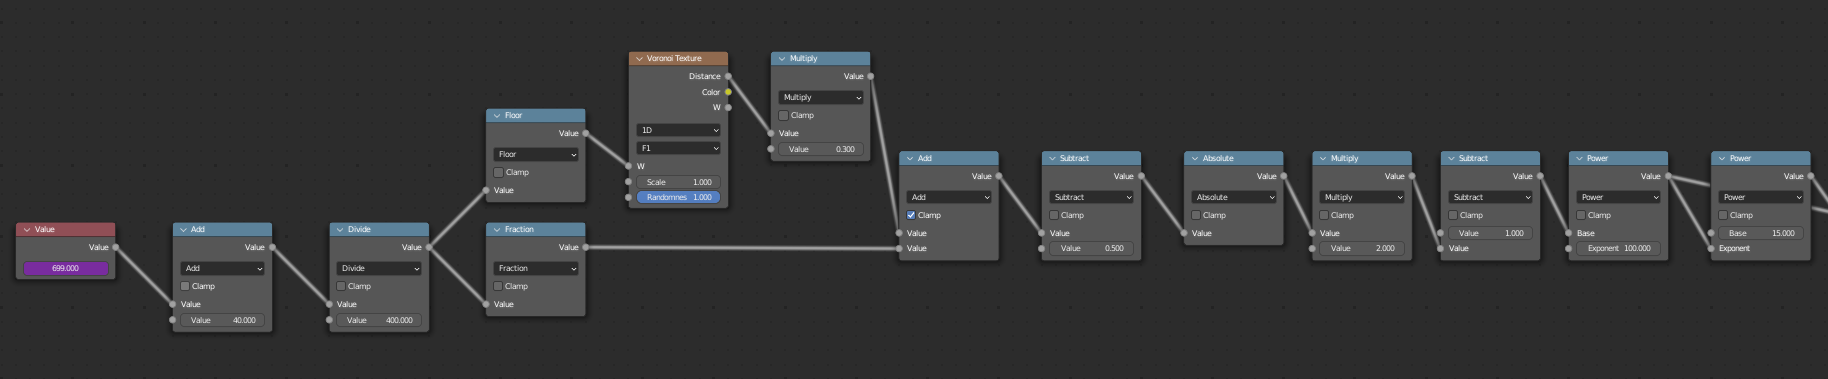 Value
Value
699.000
Add
Value
Add
Clamp
Value
Value 40.000
Divide
Value
Divide
Clamp
Value
Value 400.000
Floor
Value
Floor
Clamp
Value
Fraction
Value
Fraction
Clamp
Value
Voronoi Texture
Distance
Color
W
1D
F1
W
Scale 1.000
Randomnes 1.000
Multiply
Value
Multiply
Clamp
Value
Value 0.300
Add
Value
Add
Clamp
Value
Value
Subtract
Value
Subtract
Clamp
Value
Value 0.500
Absolute
Value
Absolute
Clamp
Value
Multiply
Value
Multiply
Clamp
Value
Value 2.000
Subtract
Value
Subtract
Clamp
Value 1.000
Value
Power
Value
Power
Clamp
Base
Exponent 100.000
Power
Value
Power
Clamp
Base 15.000
Exponent